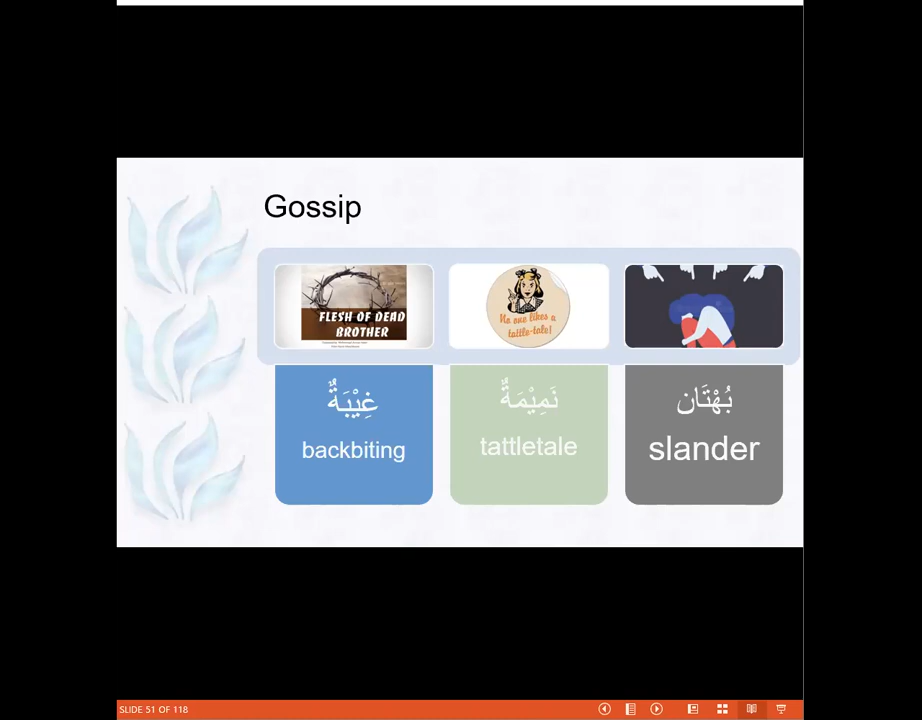 Gossip
FLESH OF DEAD
BROTHER
No one likes a
tattle-tale!
غِيْبَةٌ
backbiting
نَمِيْمَةٌ
tattletale
بُهْتَان
slander
SLIDE 51 OF 118